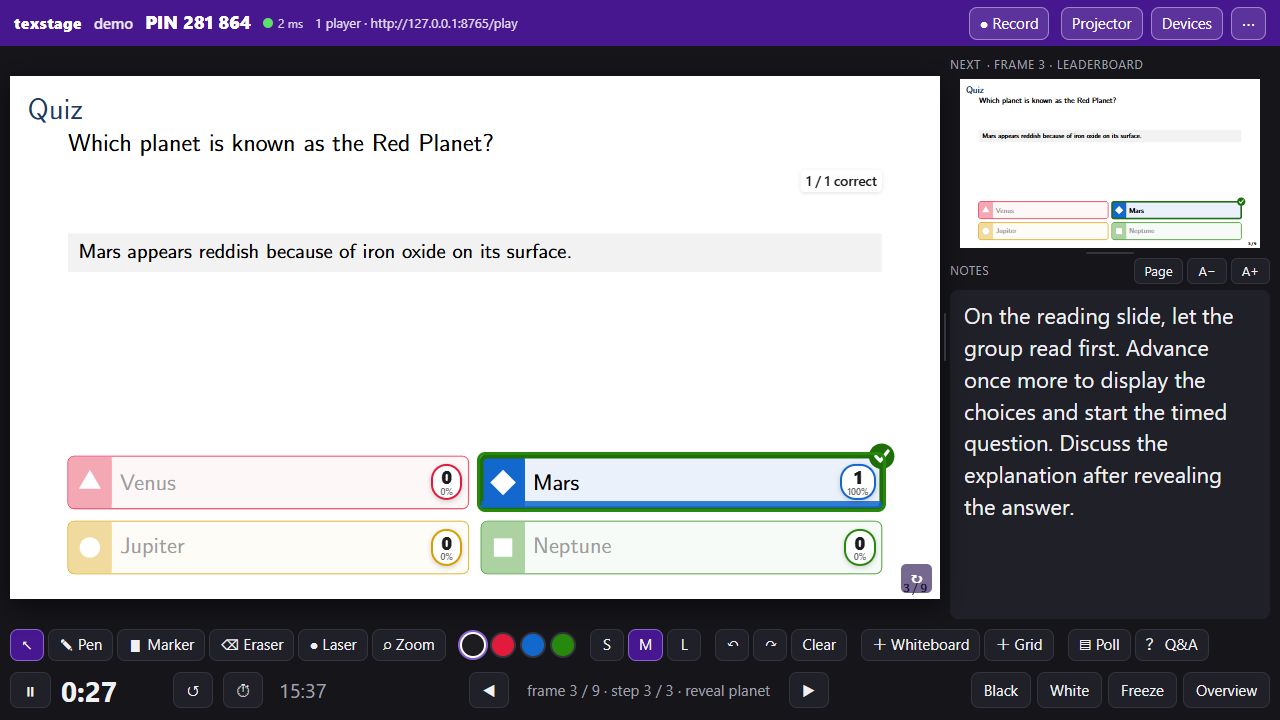 texstage demo PIN 281 864 2 ms 1 player · http://127.0.0.1:8765/play ● Record Projector Devices ...
NEXT · FRAME 3 · LEADERBOARD
Quiz
Which planet is known as the Red Planet?
1 / 1 correct
Mars appears reddish because of iron oxide on its surface.
Venus 0 0%
Mars 1 100%
Jupiter 0 0%
Neptune 0 0%
3 / 9
Quiz
Which planet is known as the Red Planet?
Mars appears reddish because of iron oxide on its surface.
Venus Mars
Jupiter Neptune
3/9
NOTES Page A− A+
On the reading slide, let the
group read first. Advance
once more to display the
choices and start the timed
question. Discuss the
explanation after revealing
the answer.
Pen Marker Eraser Laser Zoom S M L Clear + Whiteboard + Grid Poll ? Q&A
0:27 15:37 frame 3 / 9 · step 3 / 3 · reveal planet Black White Freeze Overview